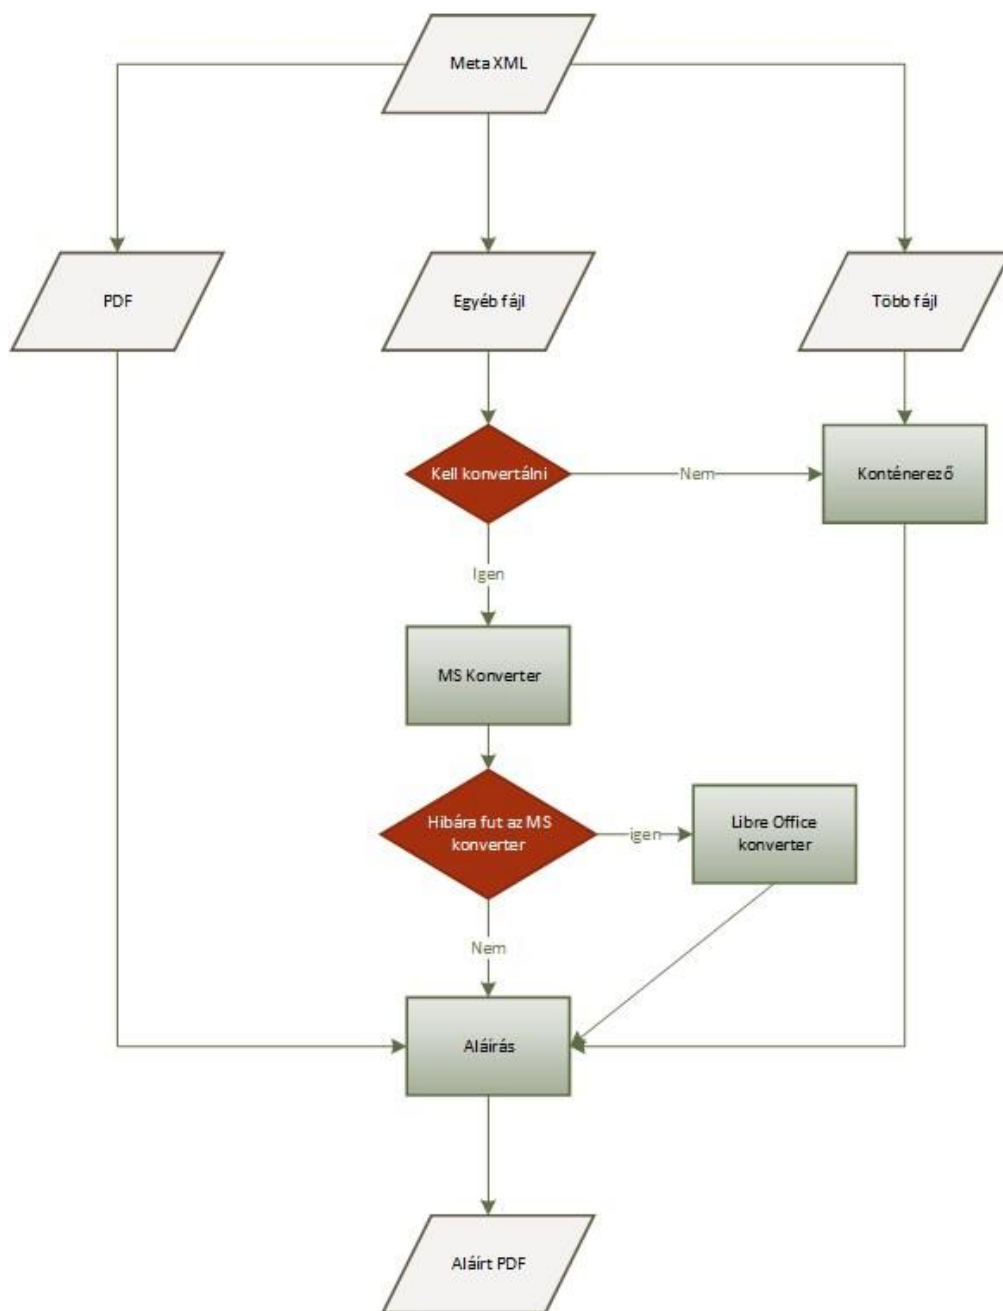 Meta XML
PDF
Egyéb fájl
Több fájl
Kell konvertálni
Nem
Konténerező
Igen
MS Konverter
Hibára fut az MS
konverter
igen
Libre Office
konverter
Nem
Aláírás
Aláírt PDF